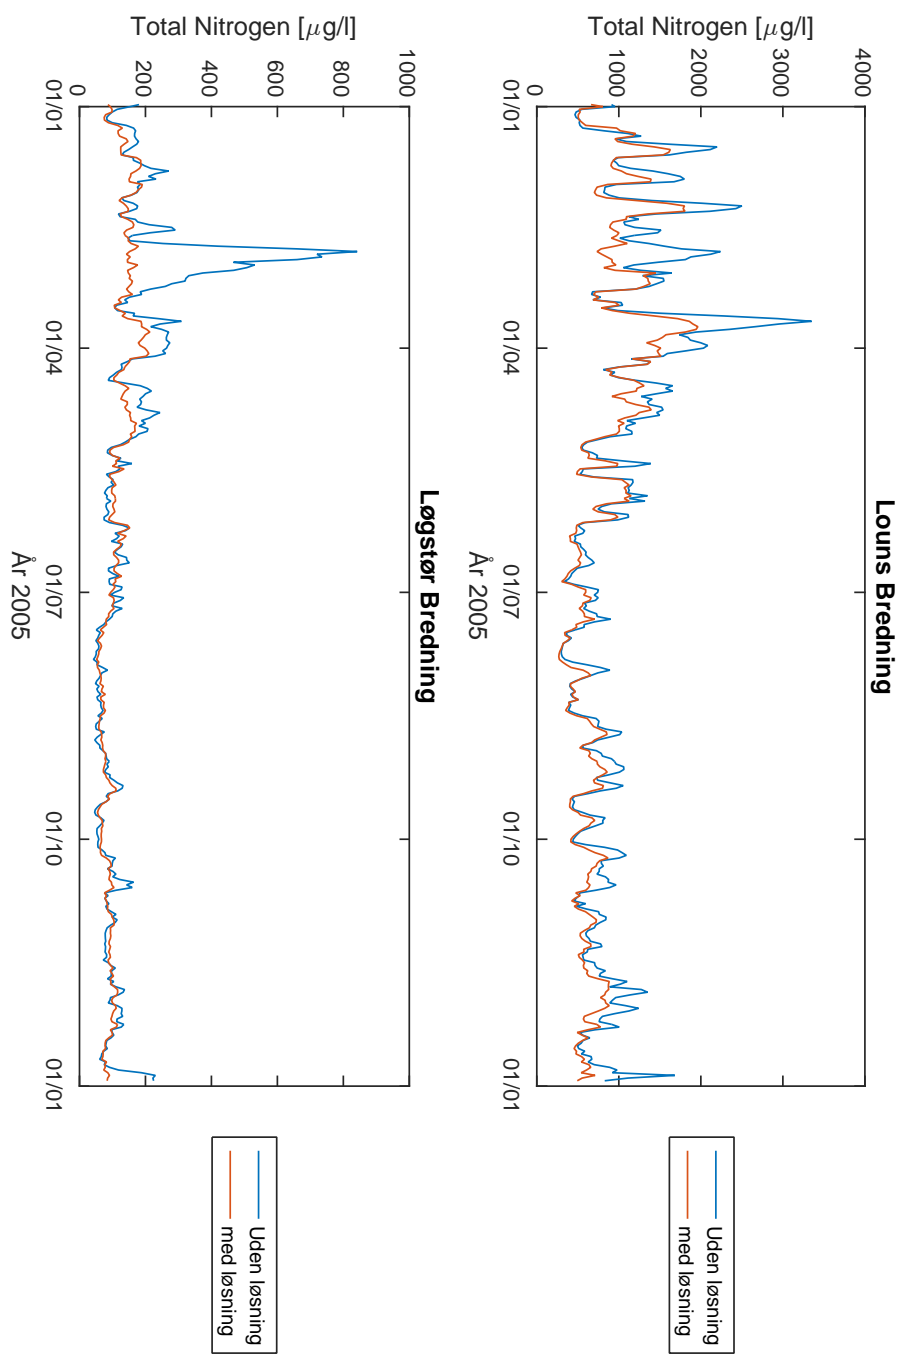 Louns Bredning
Total Nitrogen [μg/l]
4000
3000
2000
1000
0
01/01
01/04
01/07
01/10
01/01
År 2005
Uden løsning
med løsning
Løgstør Bredning
Total Nitrogen [μg/l]
1000
800
600
400
200
0
01/01
01/04
01/07
01/10
01/01
År 2005
Uden løsning
med løsning